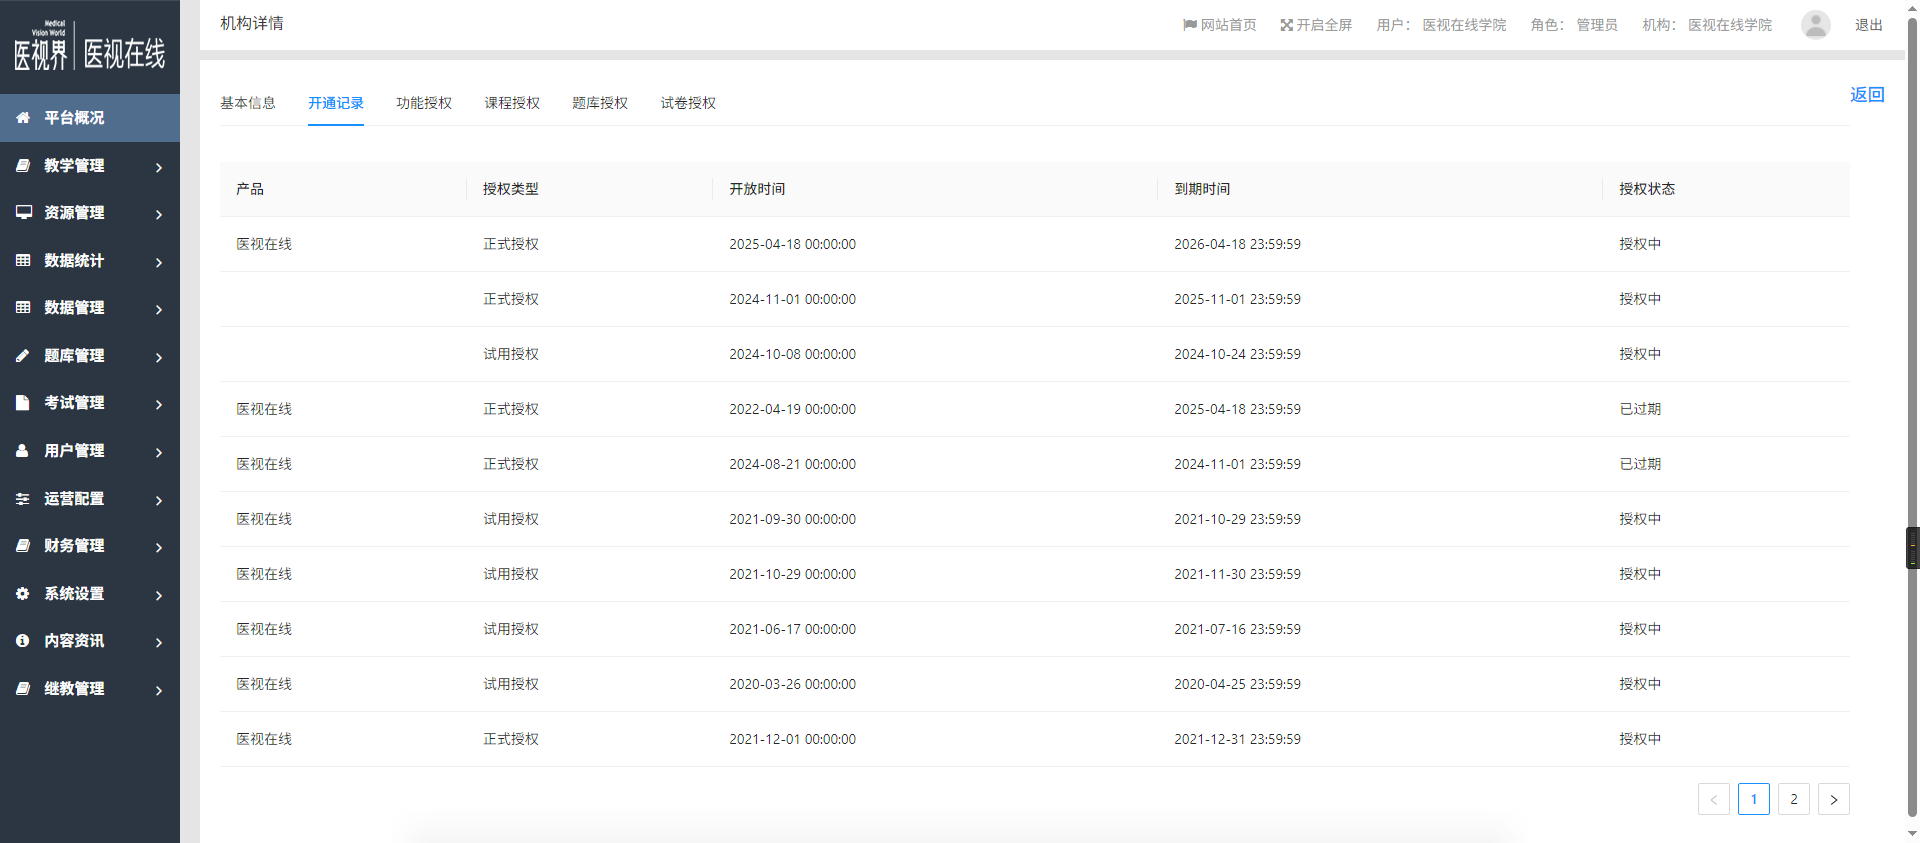 Medical
Vision World
医视界 医视在线
机构详情
网站首页 开启全屏 用户： 医视在线学院 角色： 管理员 机构： 医视在线学院 退出
平台概况
教学管理
资源管理
数据统计
数据管理
题库管理
考试管理
用户管理
运营配置
财务管理
系统设置
内容资讯
继教管理
基本信息 开通记录 功能授权 课程授权 题库授权 试卷授权 返回
产品 授权类型 开放时间 到期时间 授权状态
医视在线 正式授权 2025-04-18 00:00:00 2026-04-18 23:59:59 授权中
正式授权 2024-11-01 00:00:00 2025-11-01 23:59:59 授权中
试用授权 2024-10-08 00:00:00 2024-10-24 23:59:59 授权中
医视在线 正式授权 2022-04-19 00:00:00 2025-04-18 23:59:59 已过期
医视在线 正式授权 2024-08-21 00:00:00 2024-11-01 23:59:59 已过期
医视在线 试用授权 2021-09-30 00:00:00 2021-10-29 23:59:59 授权中
医视在线 试用授权 2021-10-29 00:00:00 2021-11-30 23:59:59 授权中
医视在线 试用授权 2021-06-17 00:00:00 2021-07-16 23:59:59 授权中
医视在线 试用授权 2020-03-26 00:00:00 2020-04-25 23:59:59 授权中
医视在线 正式授权 2021-12-01 00:00:00 2021-12-31 23:59:59 授权中
< 1 2 >